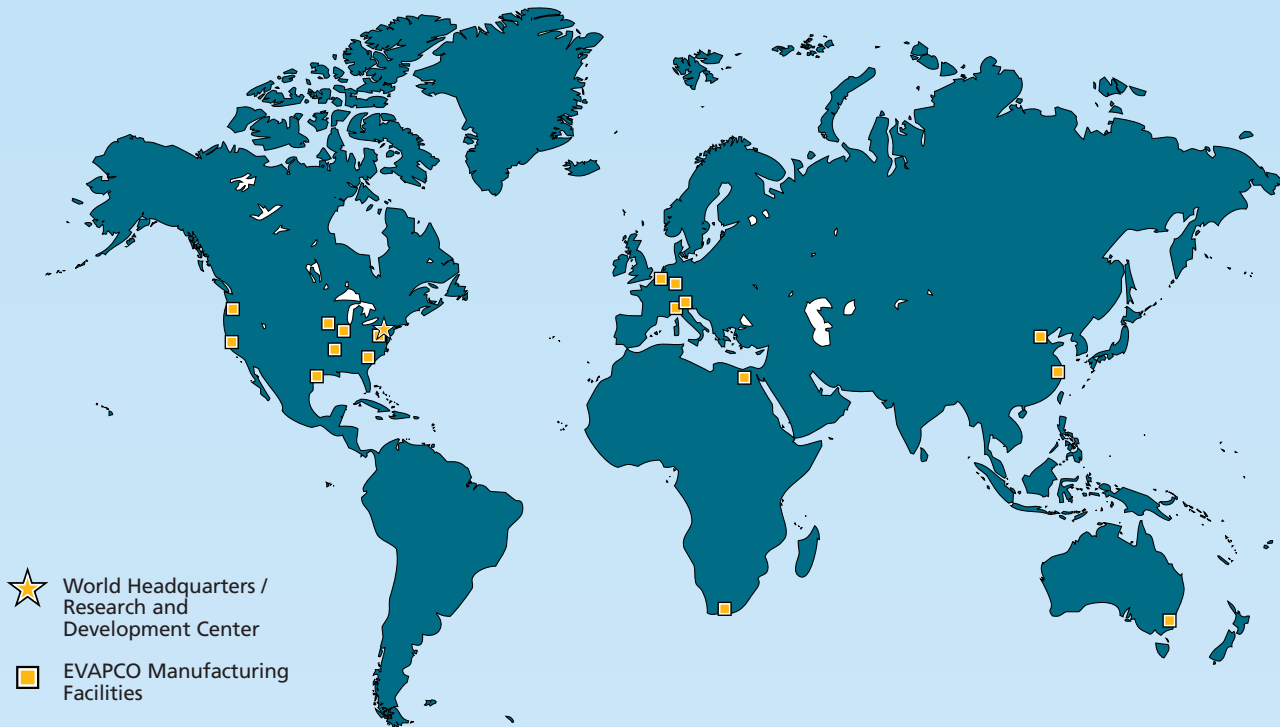 World Headquarters /
Research and
Development Center
EVAPCO Manufacturing
Facilities